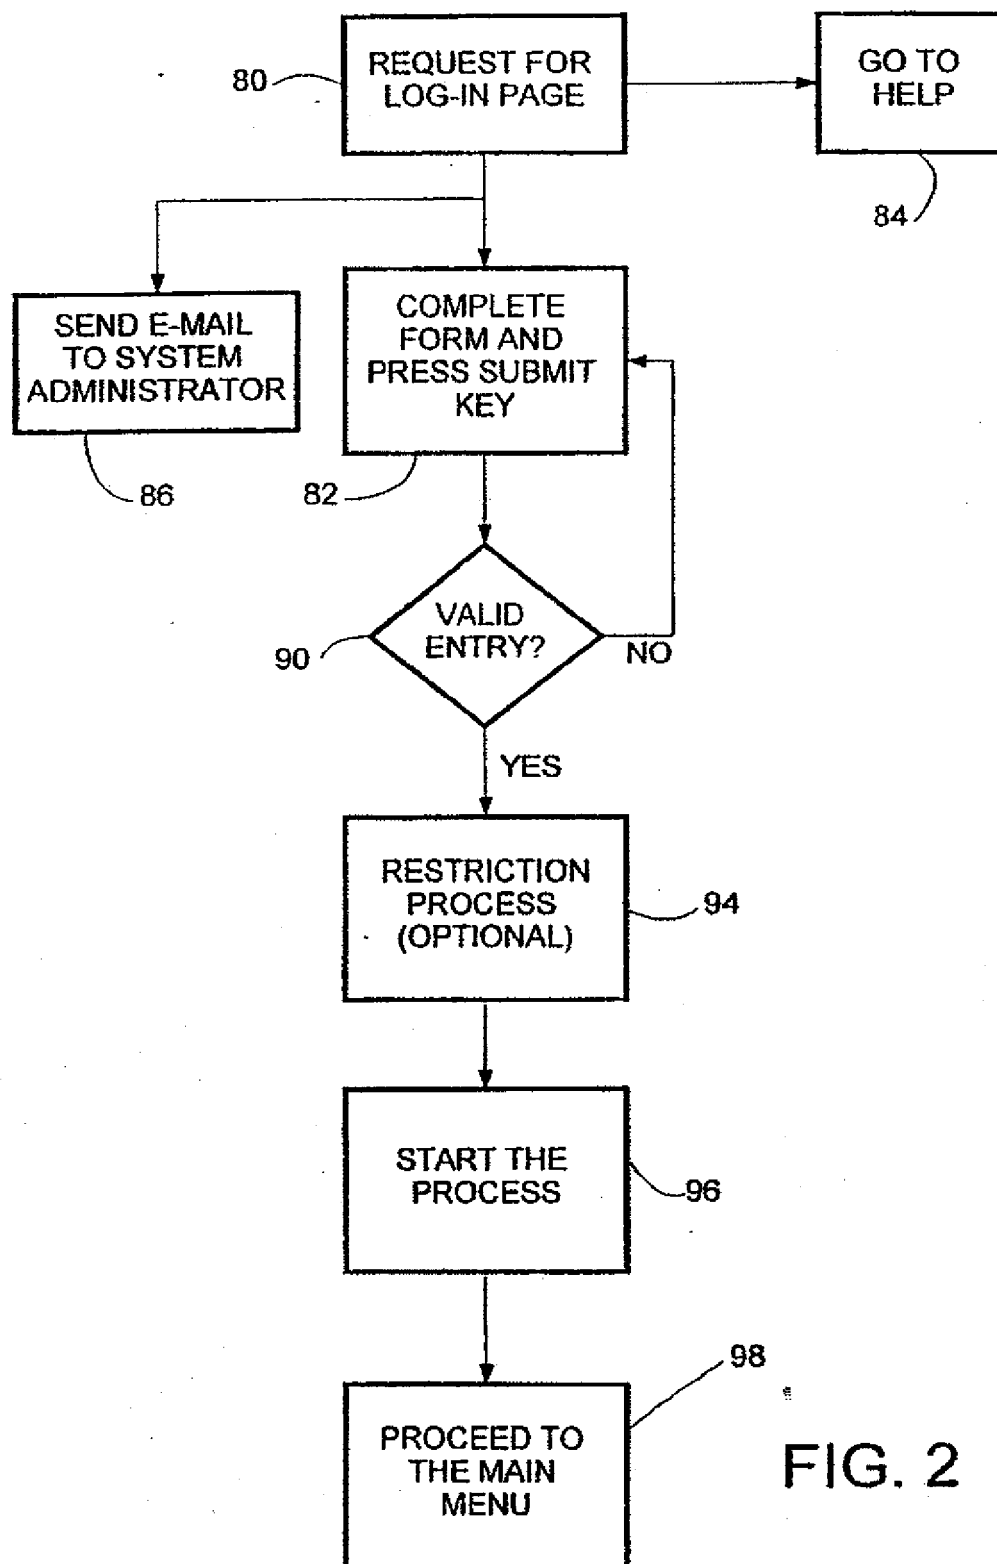 80
REQUEST FOR
LOG-IN PAGE
GO TO
HELP
84
SEND E-MAIL
TO SYSTEM
ADMINISTRATOR
86
COMPLETE
FORM AND
PRESS SUBMIT
KEY
82
VALID
ENTRY?
90
NO
YES
RESTRICTION
PROCESS
(OPTIONAL)
94
START THE
PROCESS
96
98
PROCEED TO
THE MAIN
MENU
FIG. 2